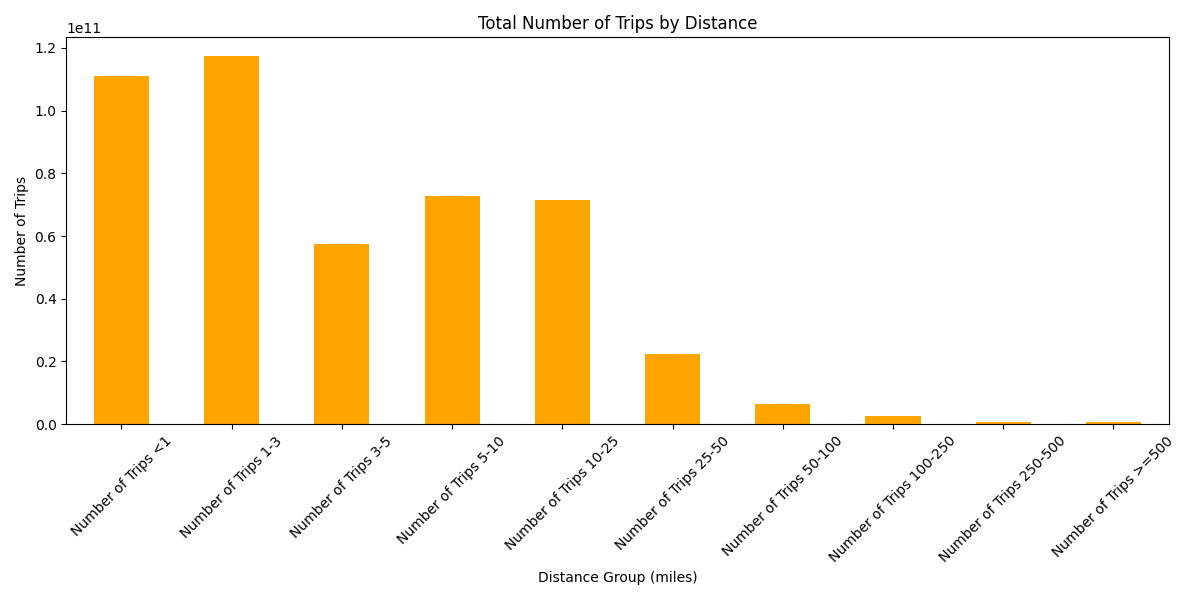 Total Number of Trips by Distance
1e11
1.2
1.0
0.8
0.6
0.4
0.2
0.0
Number of Trips
Number of Trips <1
Number of Trips 1-3
Number of Trips 3-5
Number of Trips 5-10
Number of Trips 10-25
Number of Trips 25-50
Number of Trips 50-100
Number of Trips 100-250
Number of Trips 250-500
Number of Trips >=500
Distance Group (miles)